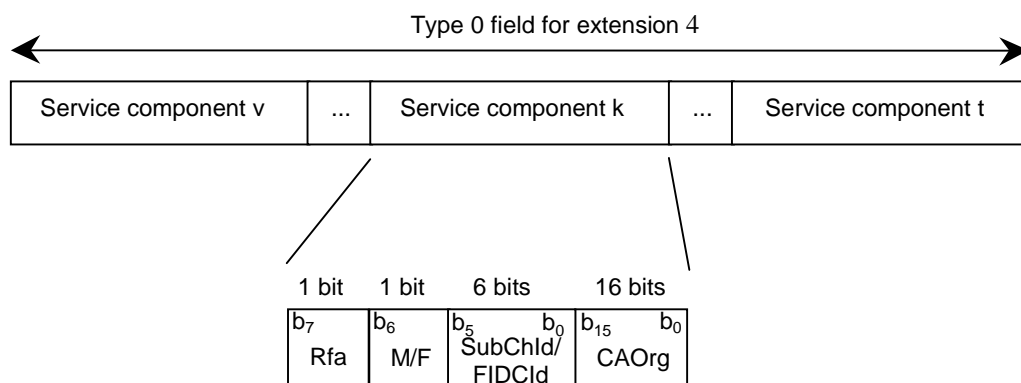 Type 0 field for extension 4
Service component v ... Service component k ... Service component t
1 bit 1 bit 6 bits 16 bits
b7 b6 b5 b0 b15 b0
Rfa M/F SubChId/ FIDCId CAOrg